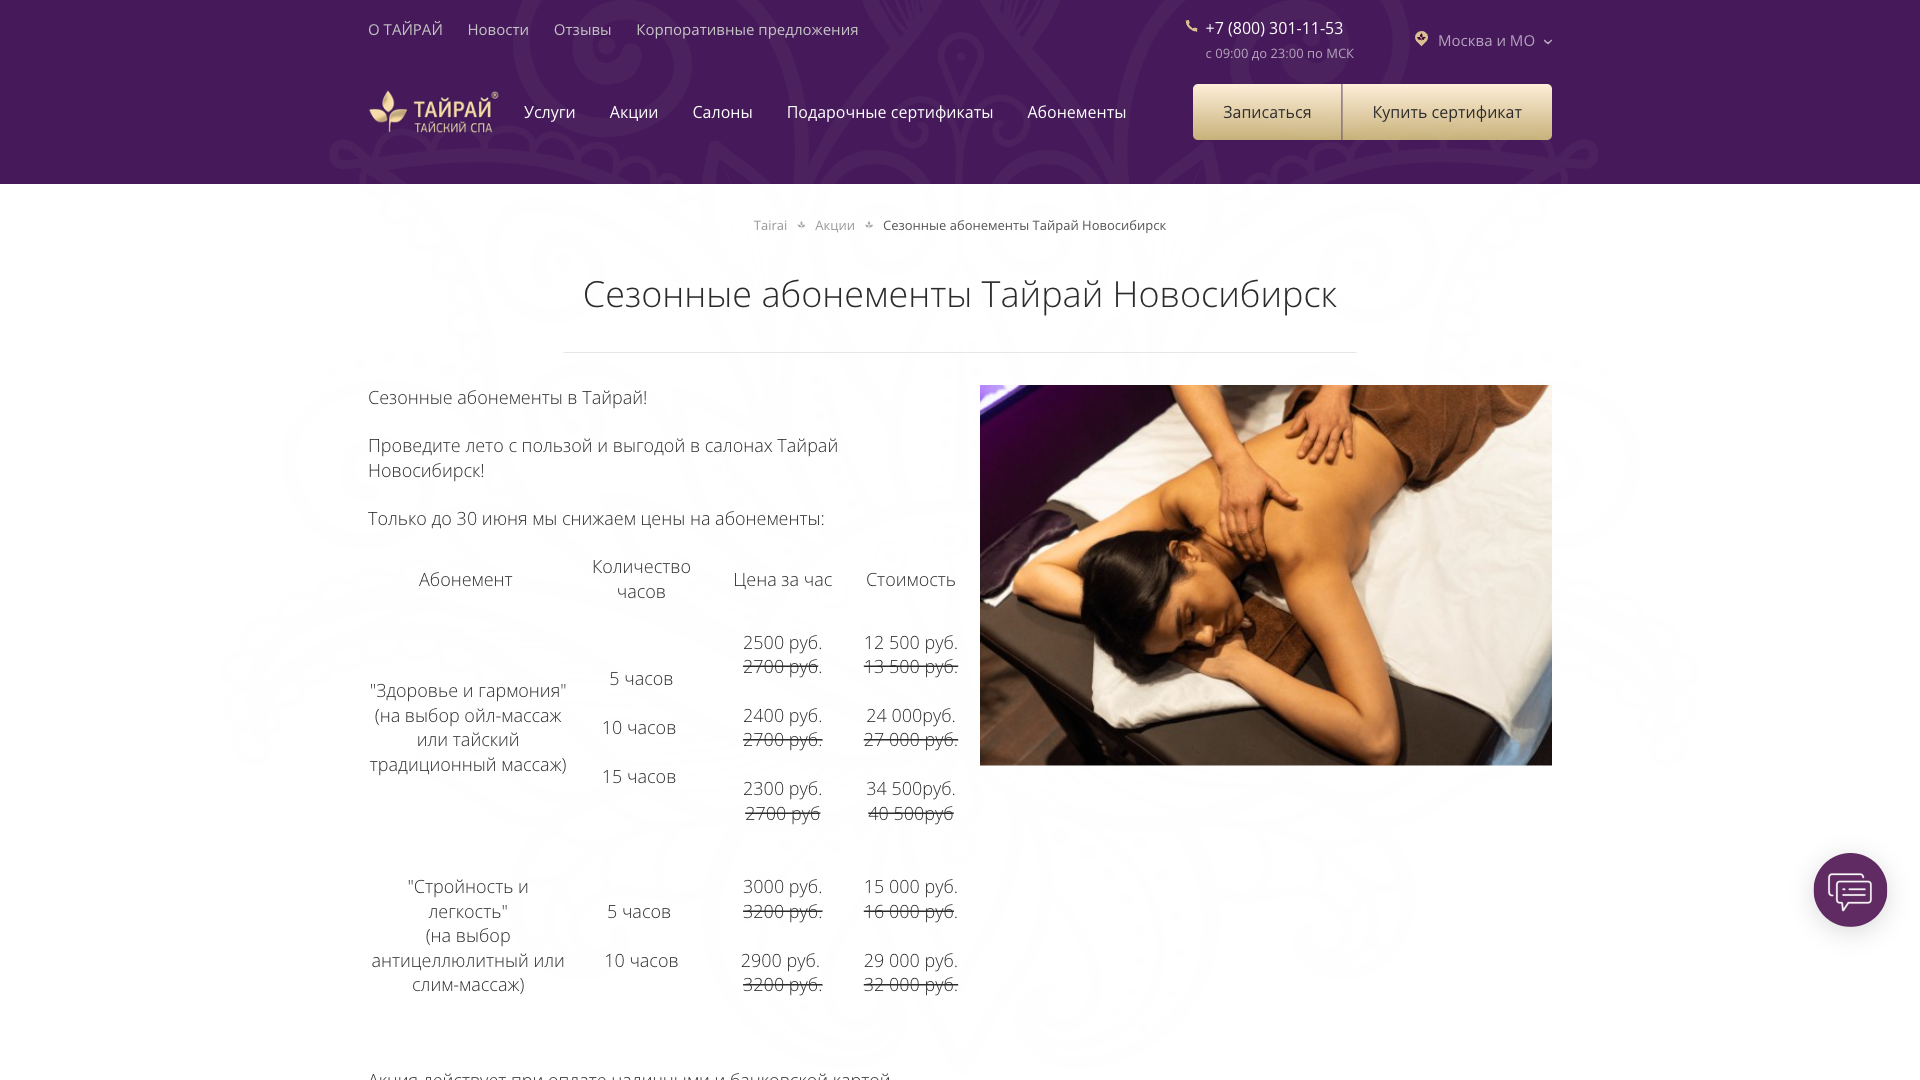 О ТАЙРАЙ Новости Отзывы Корпоративные предложения
+7 (800) 301-11-53
с 09:00 до 23:00 по МСК
Москва и МО
ТАЙРАЙ®
ТАЙСКИЙ СПА
Услуги Акции Салоны Подарочные сертификаты Абонементы
Записаться Купить сертификат
Tairai Акции Сезонные абонементы Тайрай Новосибирск
Сезонные абонементы Тайрай Новосибирск
Сезонные абонементы в Тайрай!
Проведите лето с пользой и выгодой в салонах Тайрай
Новосибирск!
Только до 30 июня мы снижаем цены на абонементы:
Абонемент
Количество
часов
Цена за час
Стоимость
"Здоровье и гармония"
(на выбор ойл-массаж
или тайский
традиционный массаж)
5 часов
10 часов
15 часов
2500 руб.
2700 руб.
2400 руб.
2700 руб.
2300 руб.
2700 руб
12 500 руб.
13 500 руб.
24 000руб.
27 000 руб.
34 500руб.
40 500руб
"Стройность и
легкость"
(на выбор
антицеллюлитный или
слим-массаж)
5 часов
10 часов
3000 руб.
3200 руб.
2900 руб.
3200 руб.
15 000 руб.
16 000 руб.
29 000 руб.
32 000 руб.
Акция действует при оплате наличными и банковской картой